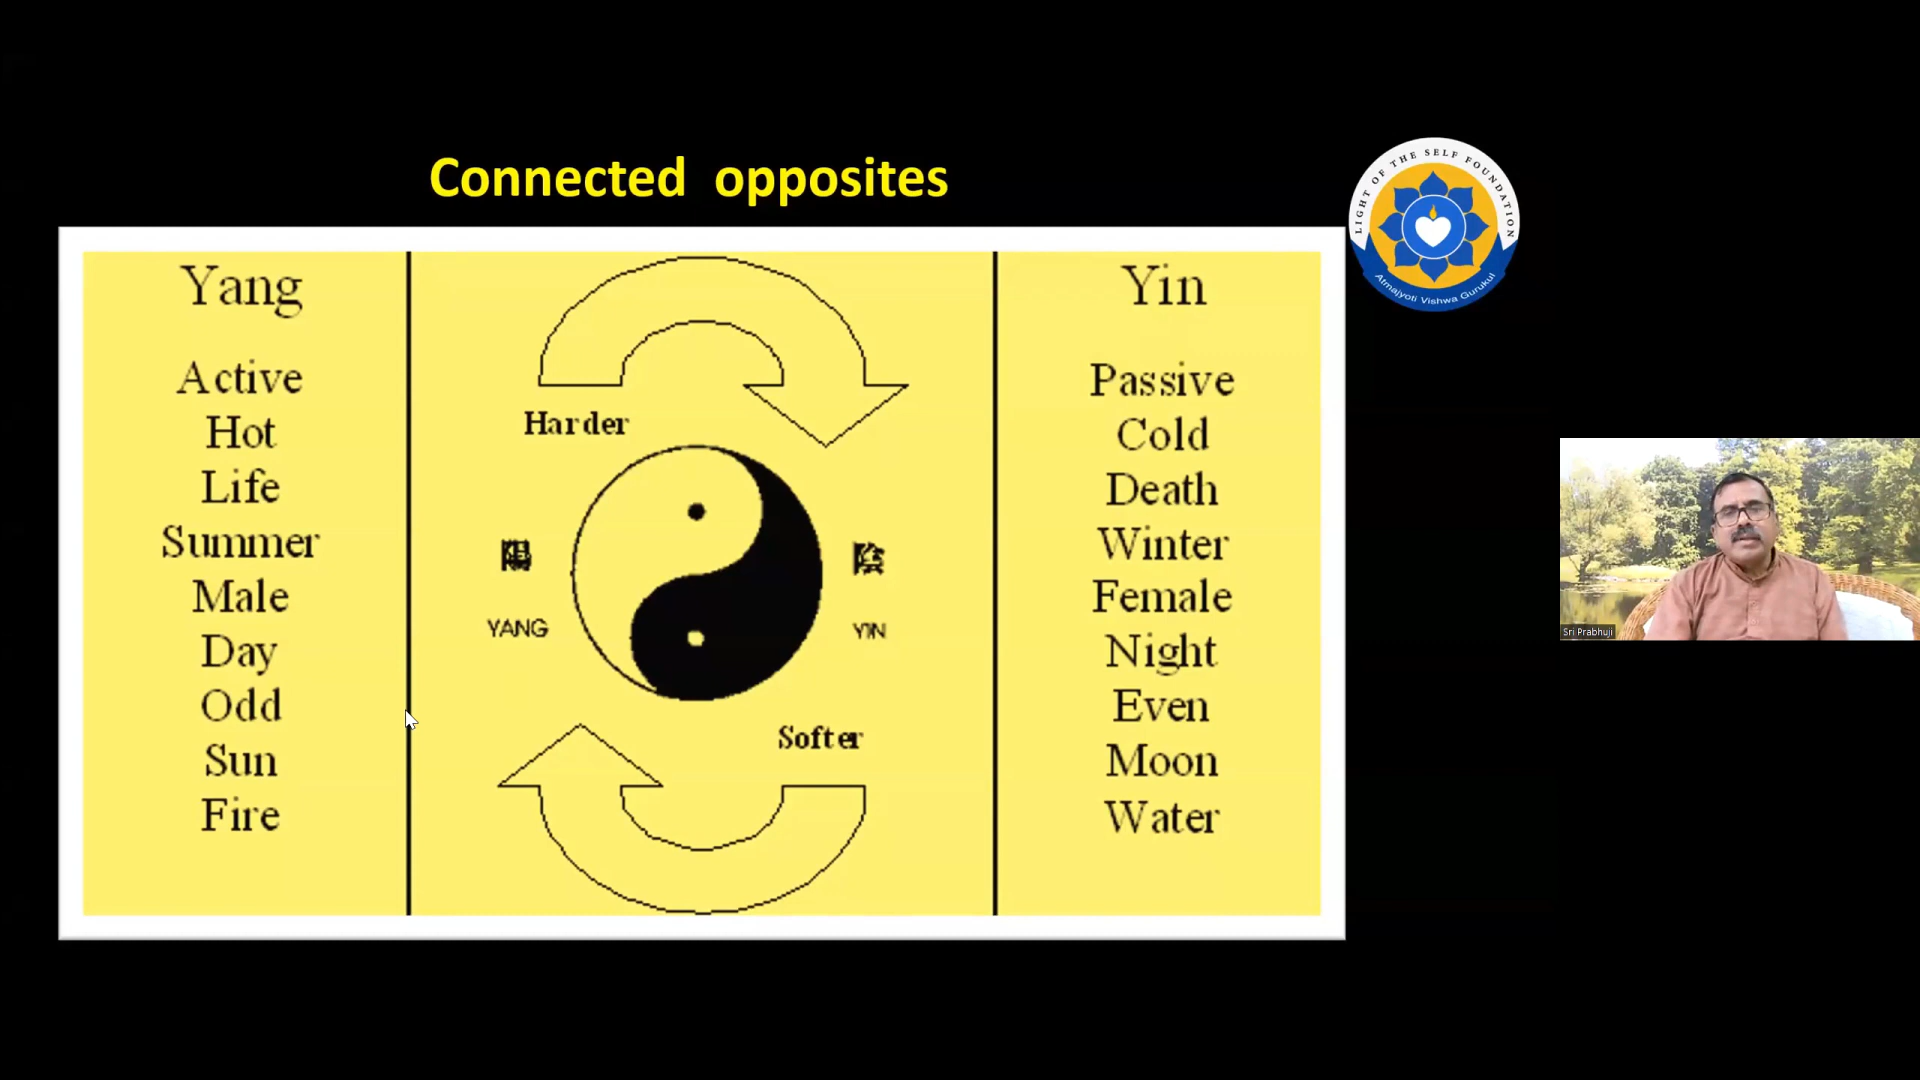 Connected opposites
LIGHT OF THE SELF FOUNDATION
Atmajyoti Vishwa Gurukul
Yang
Active
Hot
Life
Summer
Male
Day
Odd
Sun
Fire
Harder
陽
YANG
陰
YIN
Softer
Yin
Passive
Cold
Death
Winter
Female
Night
Even
Moon
Water
Sri Prabhuji